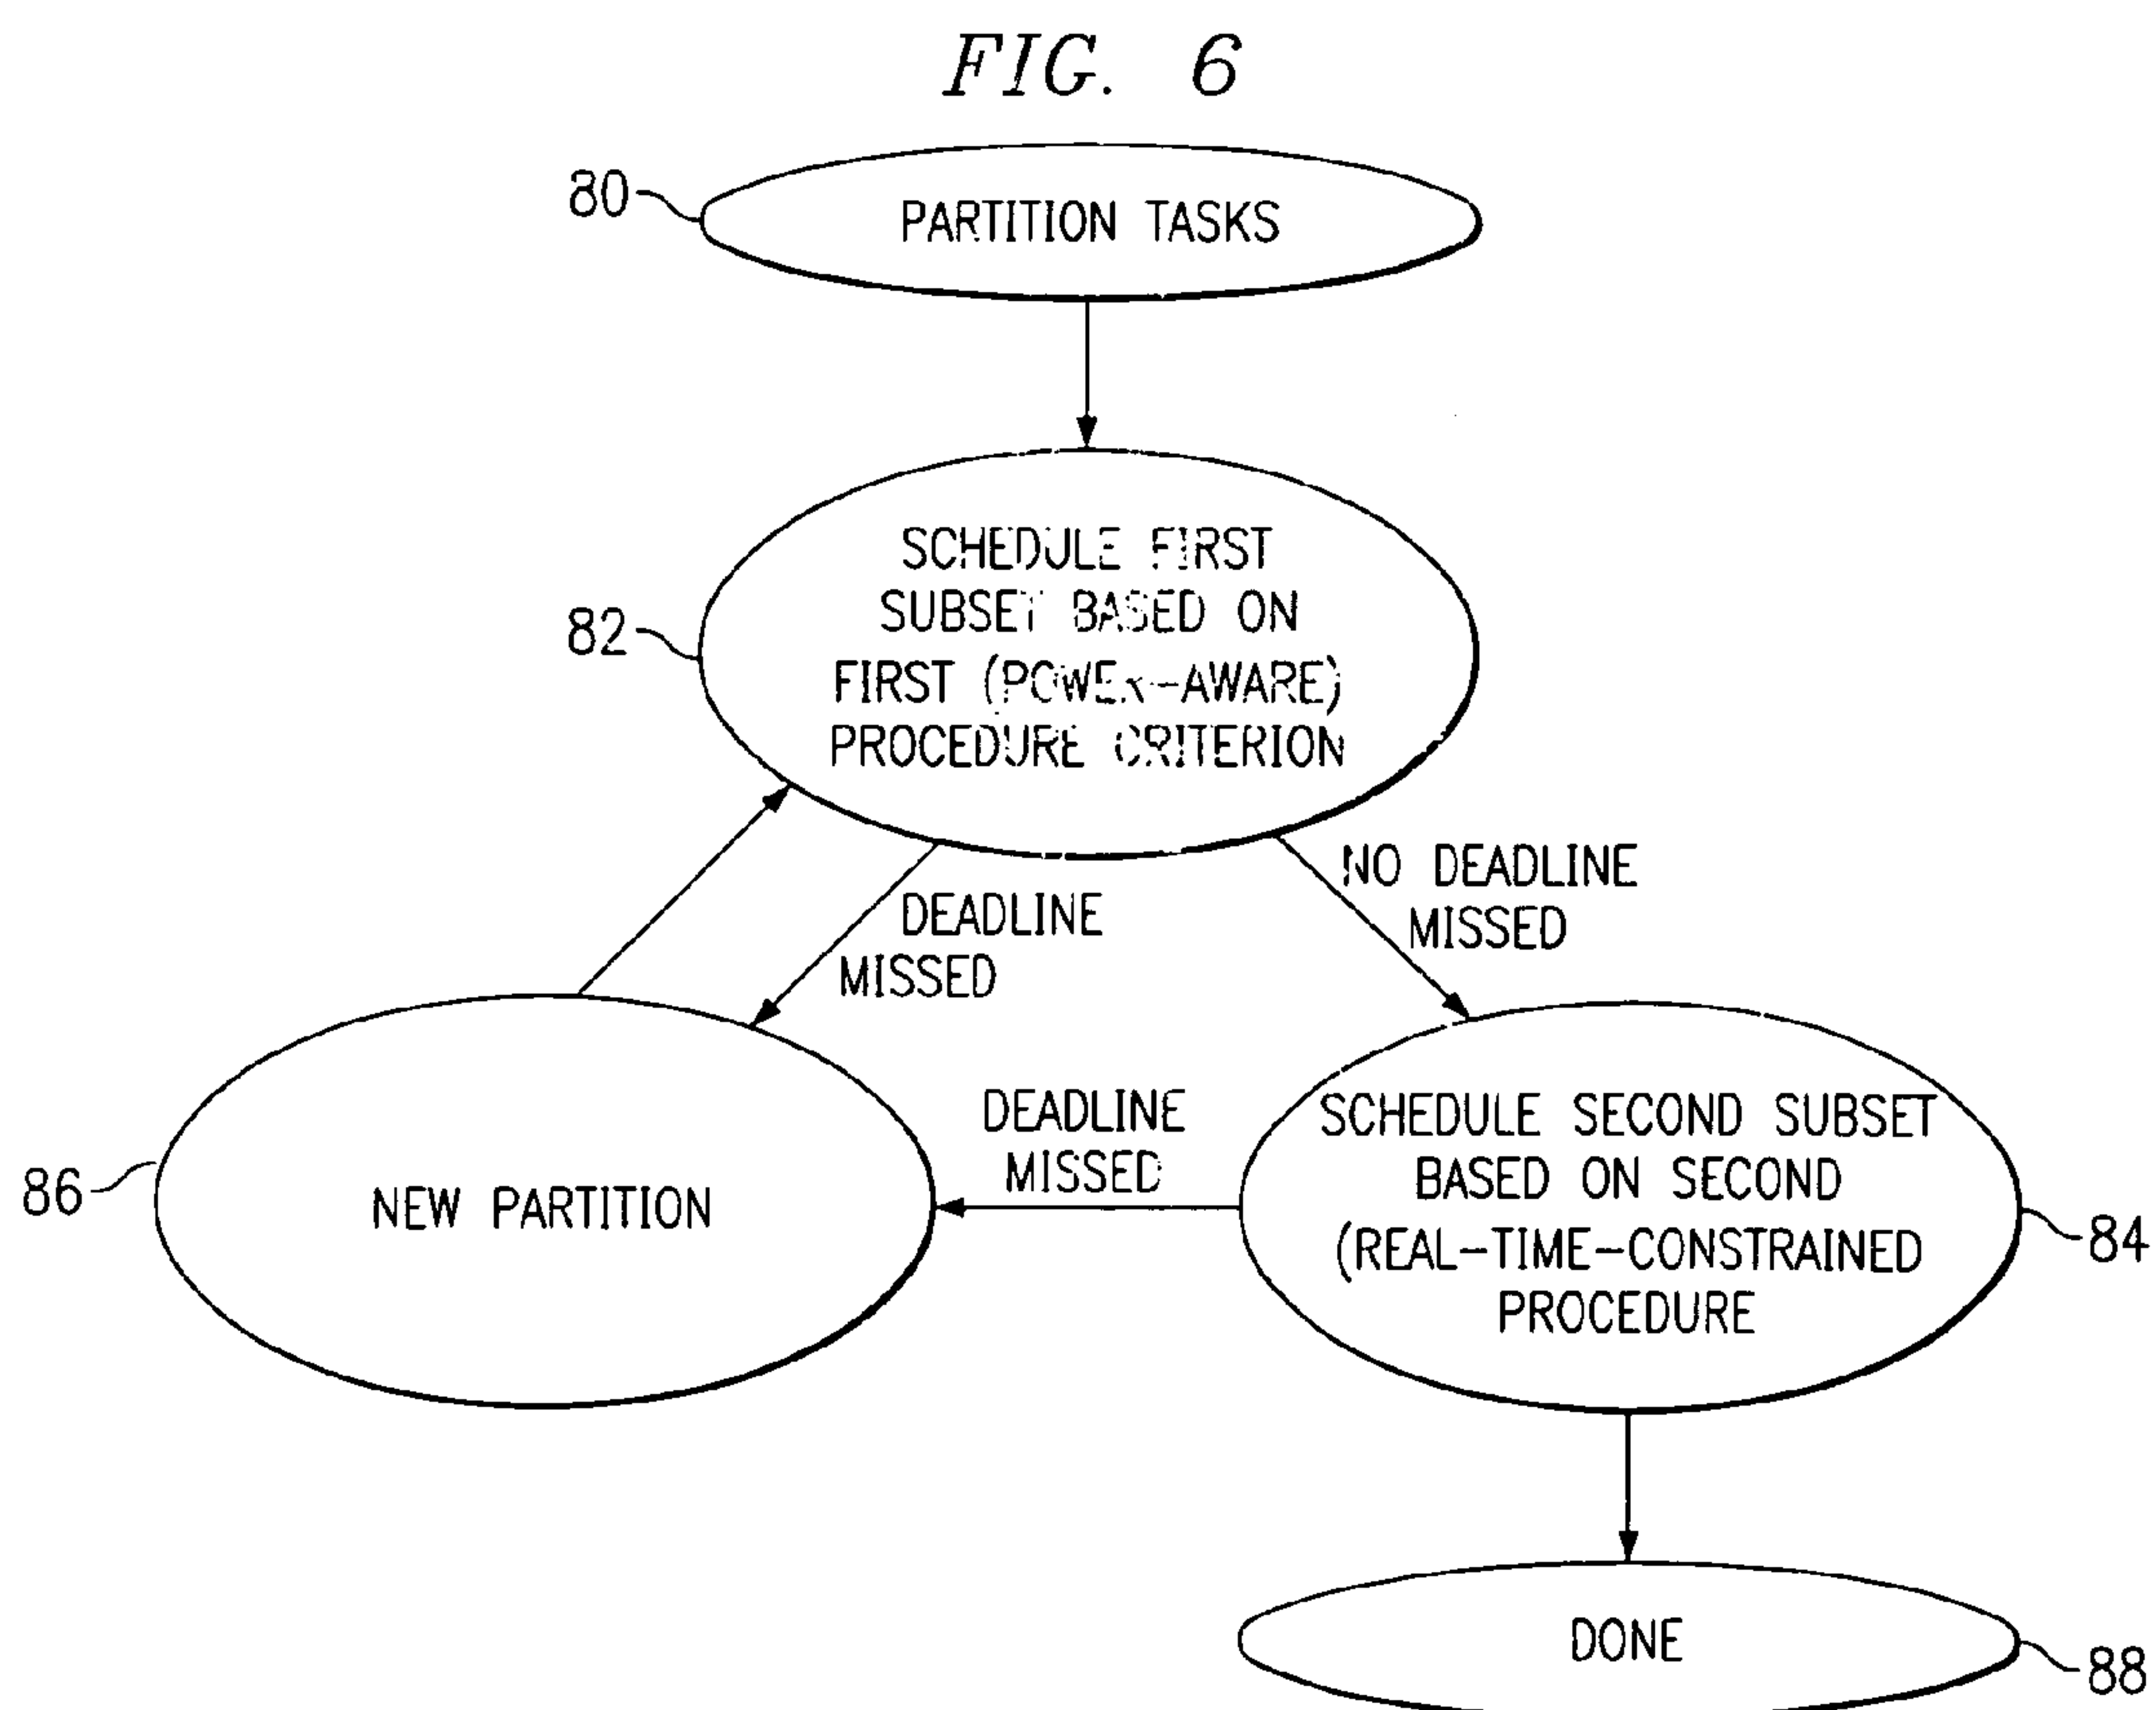 FIG. 6
80
PARTITION TASKS
82
SCHEDULE FIRST
SUBSET BASED ON
FIRST (POWER-AWARE)
PROCEDURE CRITERION
NO DEADLINE
MISSED
DEADLINE
MISSED
86
NEW PARTITION
DEADLINE
MISSED
SCHEDULE SECOND SUBSET
BASED ON SECOND
(REAL-TIME-CONSTRAINED
PROCEDURE
84
DONE
88